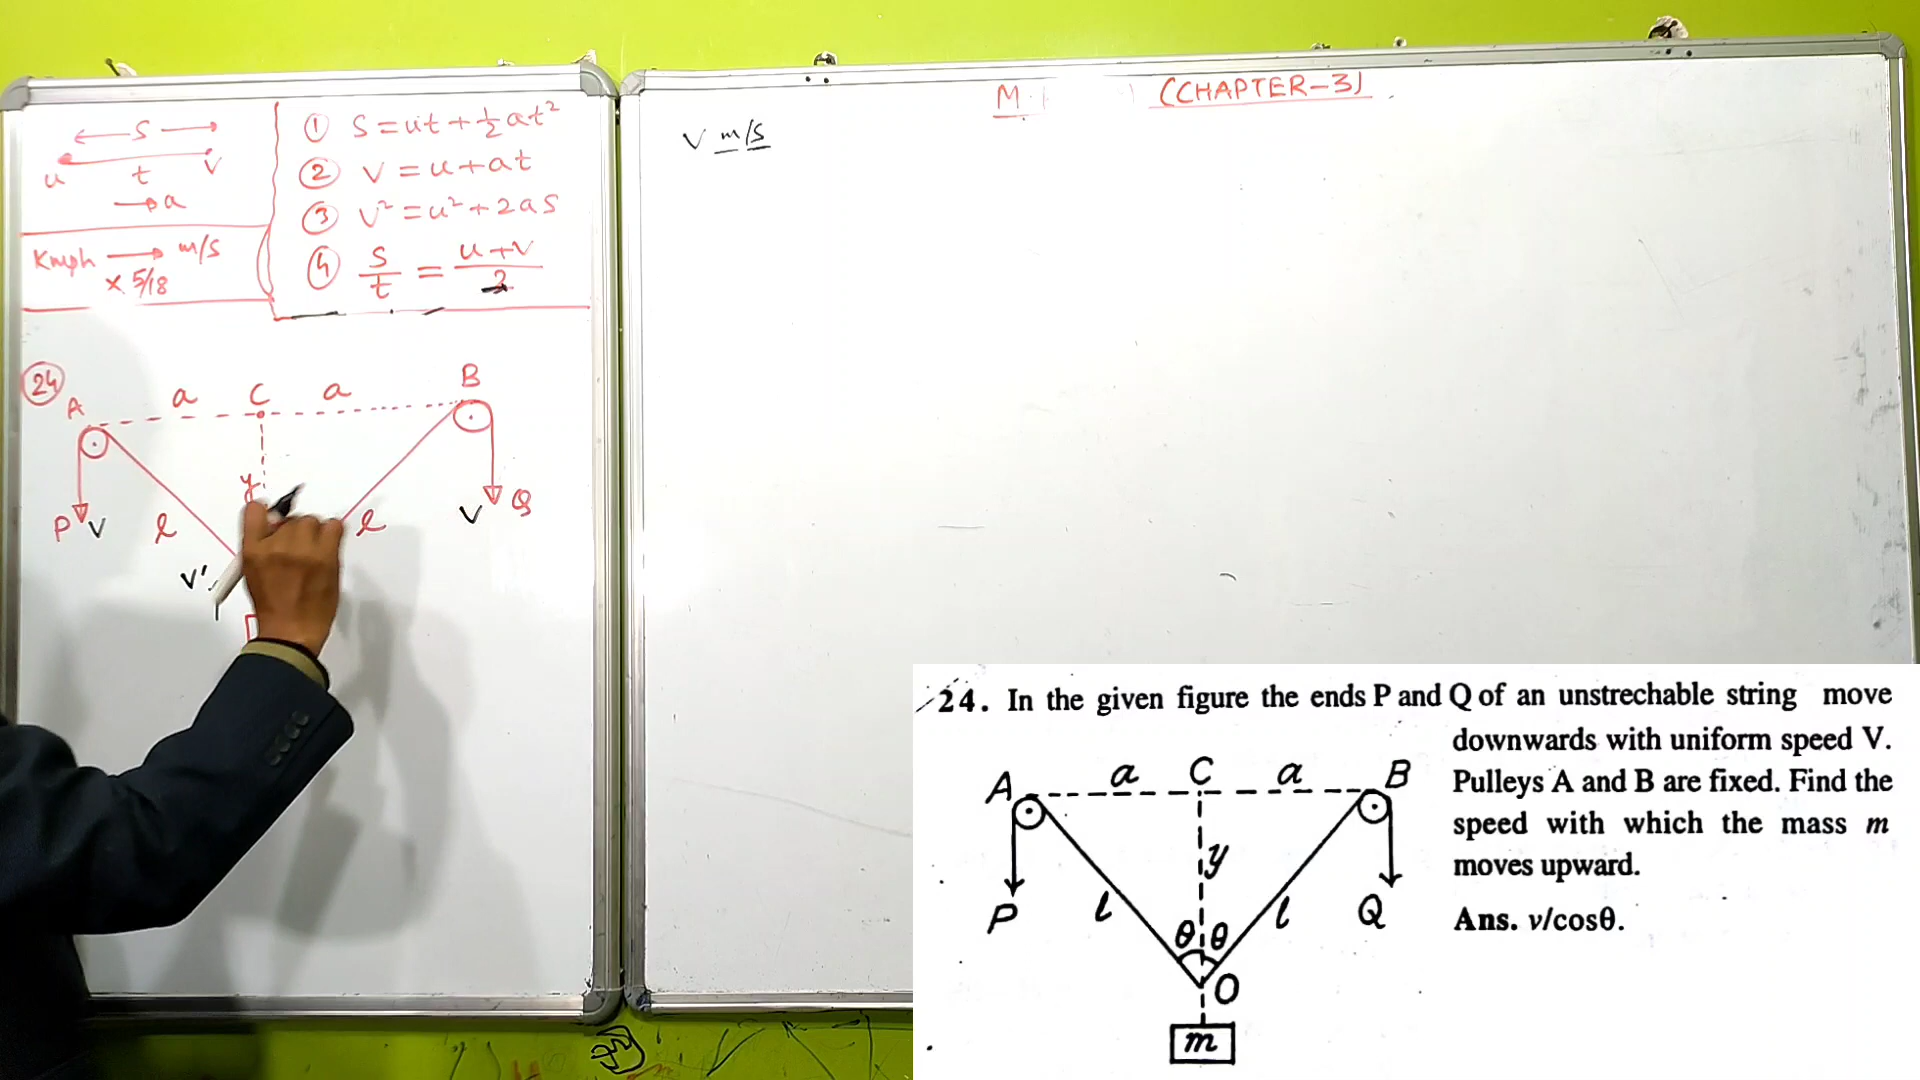 S
u t V
a
Kmph m/s
× 5/18
① S = ut + ½ at²
② V = u + at
③ V² = u² + 2as
④ S/t = (u+v)/2
M (CHAPTER-3)
V m/s
24
A a C a B
y
P V l l V Q
V'
24. In the given figure the ends P and Q of an unstrechable string move
downwards with uniform speed V.
Pulleys A and B are fixed. Find the
speed with which the mass m
moves upward.
Ans. v/cosθ.
A a C a B
y
P l l Q
θ θ
O
m